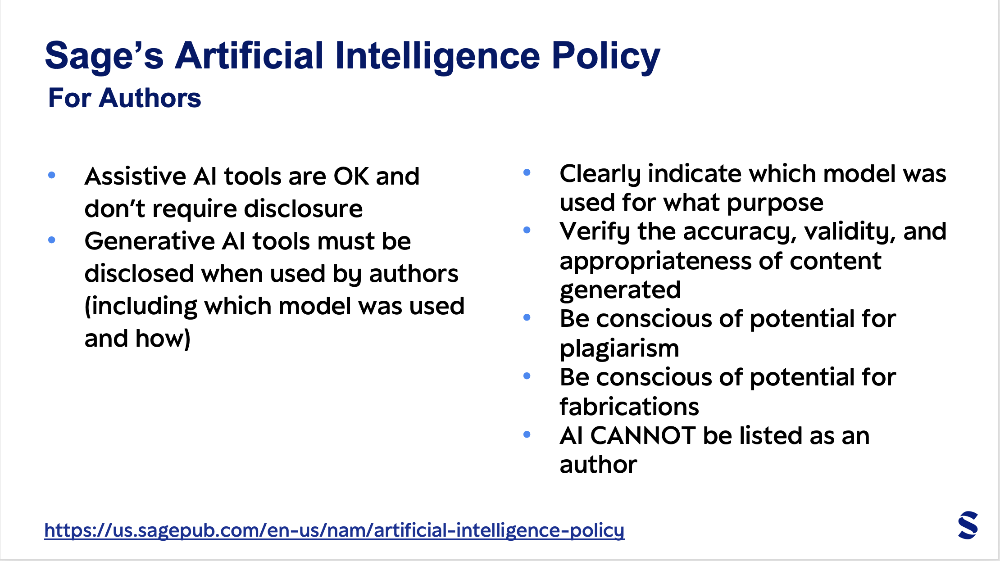 Sage’s Artificial Intelligence Policy
For Authors
• Assistive AI tools are OK and
don’t require disclosure
• Generative AI tools must be
disclosed when used by authors
(including which model was used
and how)
• Clearly indicate which model was
used for what purpose
• Verify the accuracy, validity, and
appropriateness of content
generated
• Be conscious of potential for
plagiarism
• Be conscious of potential for
fabrications
• AI CANNOT be listed as an
author
https://us.sagepub.com/en-us/nam/artificial-intelligence-policy